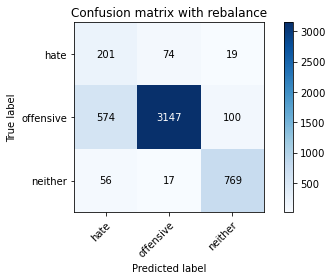 Confusion matrix with rebalance
True label
hate
offensive
neither
201 74 19
574 3147 100
56 17 769
hate
offensive
neither
Predicted label
3000
2500
2000
1500
1000
500